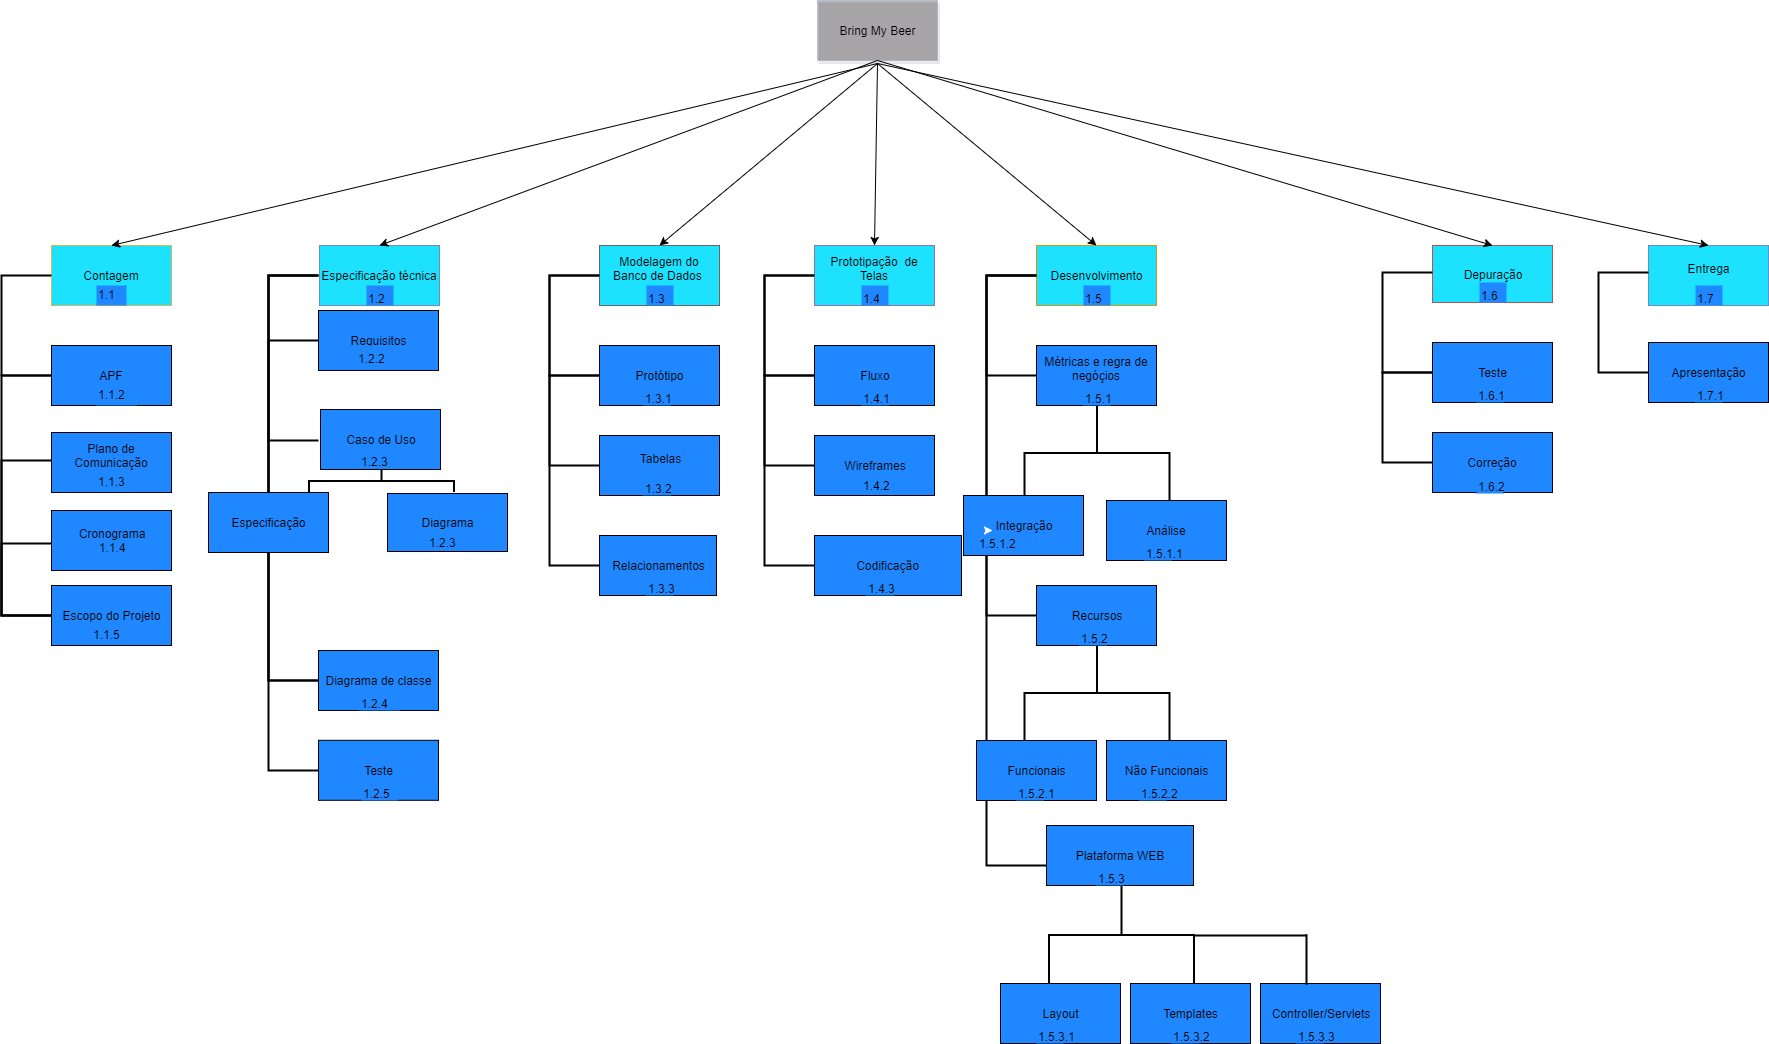 Bring My Beer
Contagem
1.1
APF
1.1.2
Plano de
Comunicação
1.1.3
Cronograma
1.1.4
Escopo do Projeto
1.1.5
Especificação técnica
1.2
Requisitos
1.2.2
Caso de Uso
1.2.3
Especificação
Diagrama
1.2.3
Diagrama de classe
1.2.4
Teste
1.2.5
Modelagem do
Banco de Dados
1.3
Protótipo
1.3.1
Tabelas
1.3.2
Relacionamentos
1.3.3
Prototipação de
Telas
1.4
Fluxo
1.4.1
Wireframes
1.4.2
Codificação
1.4.3
Desenvolvimento
1.5
Métricas e regra de
negóçios
1.5.1
Integração
1.5.1.2
Análise
1.5.1.1
Recursos
1.5.2
Funcionais
1.5.2.1
Não Funcionais
1.5.2.2
Plataforma WEB
1.5.3
Layout
1.5.3.1
Templates
1.5.3.2
Controller/Servlets
1.5.3.3
Depuração
1.6
Teste
1.6.1
Correção
1.6.2
Entrega
1.7
Apresentação
1.7.1